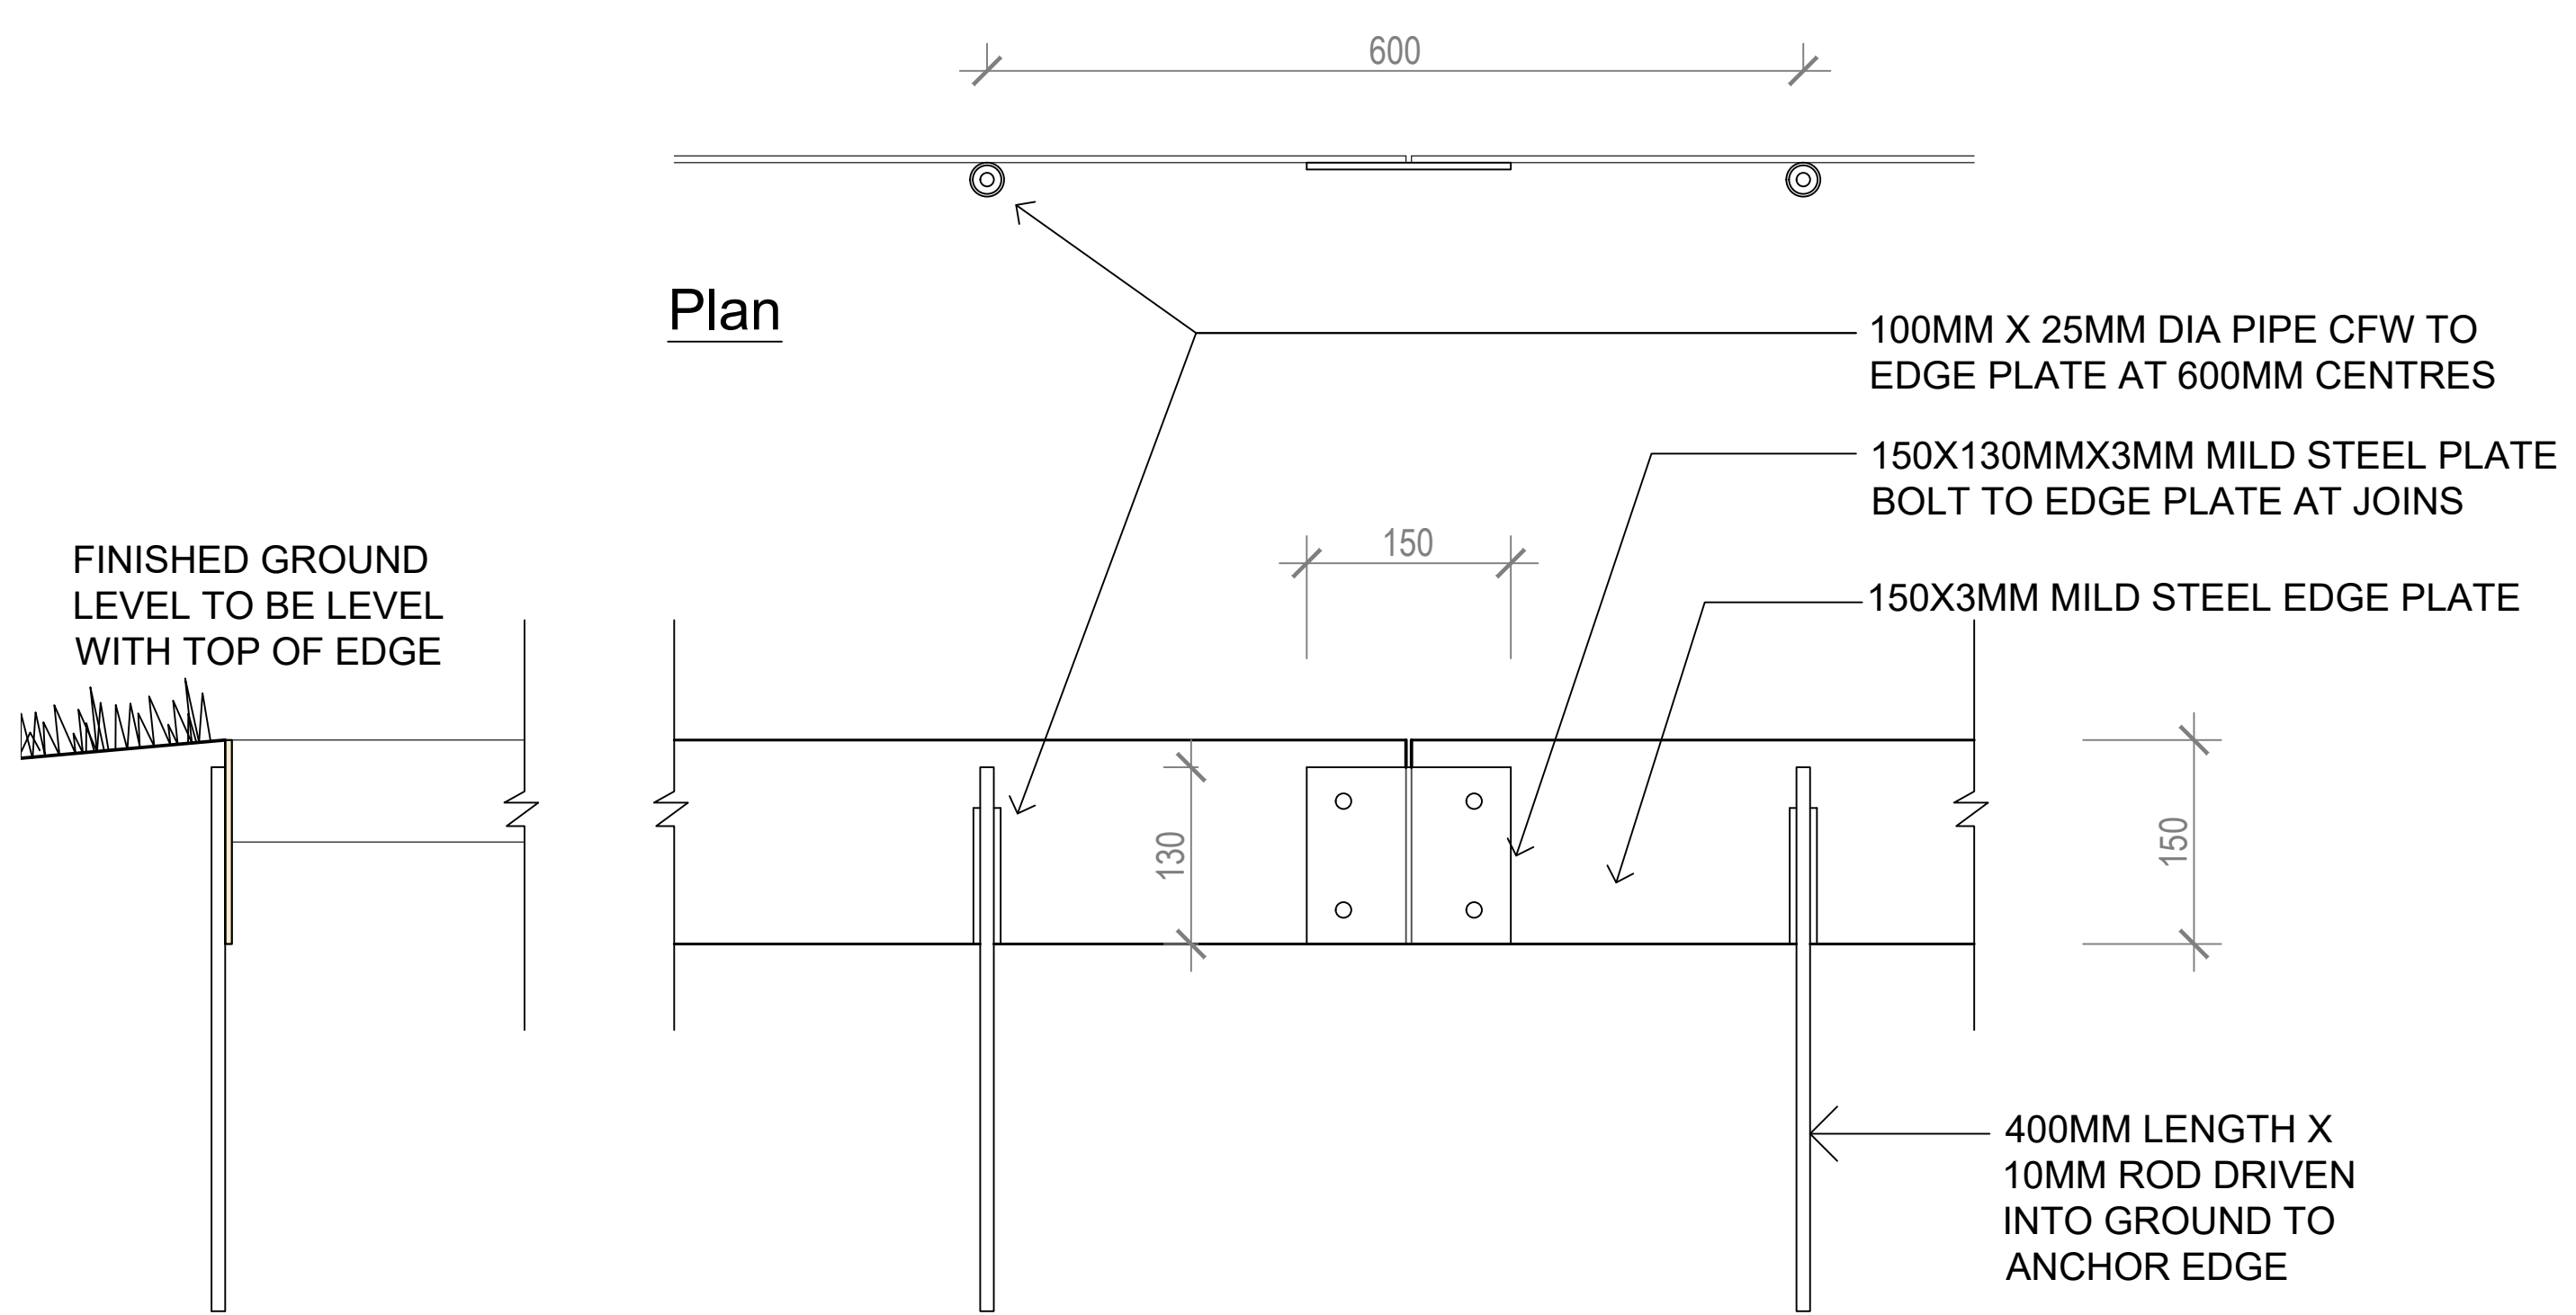 600
Plan
100MM X 25MM DIA PIPE CFW TO
EDGE PLATE AT 600MM CENTRES
150X130MMX3MM MILD STEEL PLATE
BOLT TO EDGE PLATE AT JOINS
150
FINISHED GROUND
LEVEL TO BE LEVEL
WITH TOP OF EDGE
150X3MM MILD STEEL EDGE PLATE
130
150
400MM LENGTH X
10MM ROD DRIVEN
INTO GROUND TO
ANCHOR EDGE